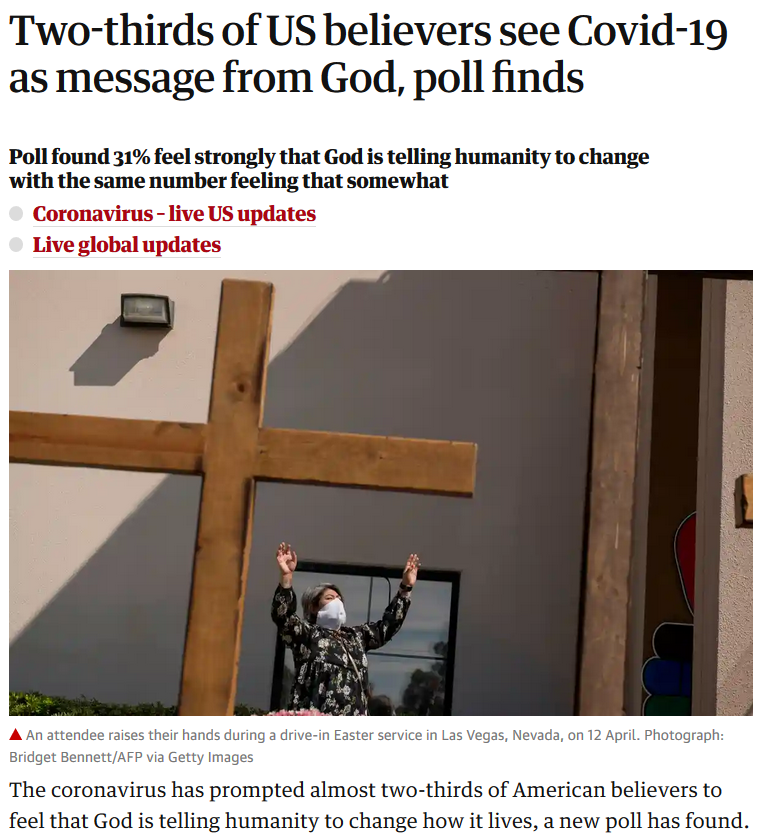 Two-thirds of US believers see Covid-19
as message from God, poll finds
Poll found 31% feel strongly that God is telling humanity to change
with the same number feeling that somewhat
Coronavirus – live US updates
Live global updates
An attendee raises their hands during a drive-in Easter service in Las Vegas, Nevada, on 12 April. Photograph:
Bridget Bennett/AFP via Getty Images
The coronavirus has prompted almost two-thirds of American believers to
feel that God is telling humanity to change how it lives, a new poll has found.